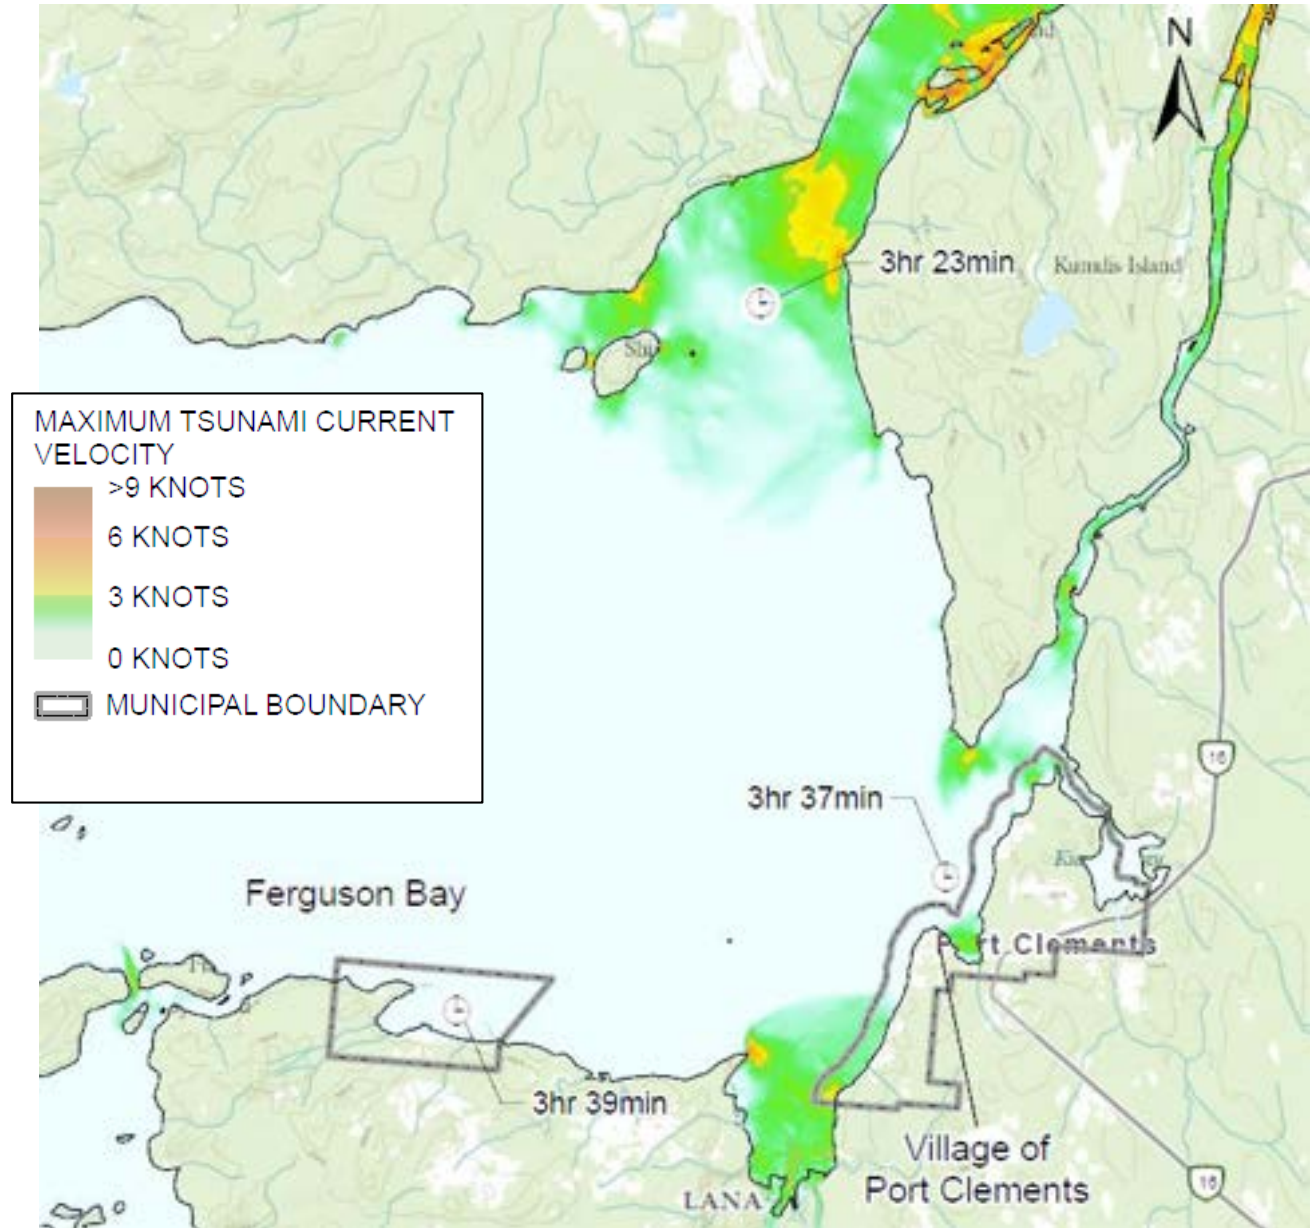 N
3hr 23min
Kumdis Island
MAXIMUM TSUNAMI CURRENT
VELOCITY
>9 KNOTS
6 KNOTS
3 KNOTS
0 KNOTS
MUNICIPAL BOUNDARY
16
3hr 37min
Ferguson Bay
Port Clements
3hr 39min
Village of
Port Clements
LANA
16